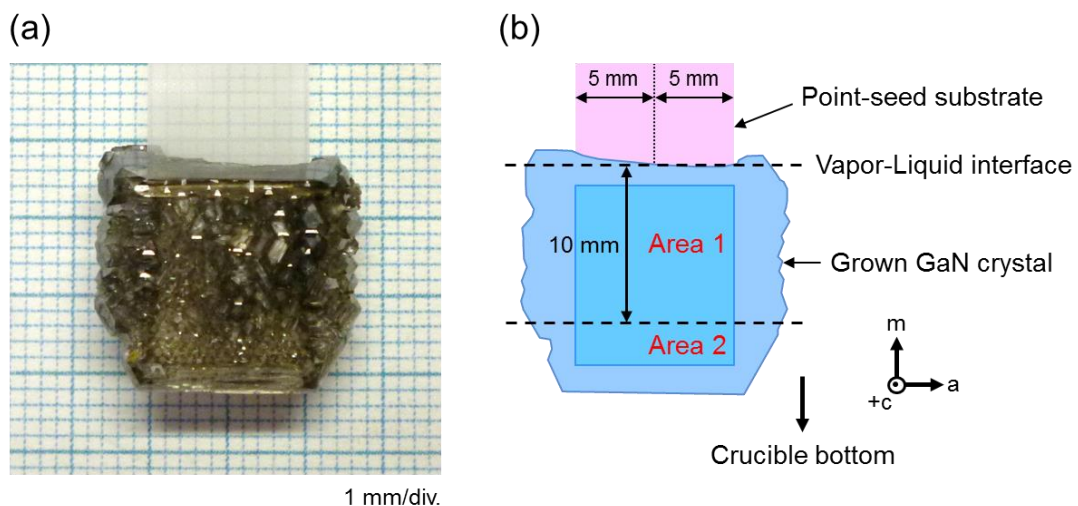 (a)
1 mm/div.
(b)
5 mm
5 mm
Point-seed substrate
Vapor-Liquid interface
10 mm
Area 1
Grown GaN crystal
Area 2
m
a
+c
Crucible bottom